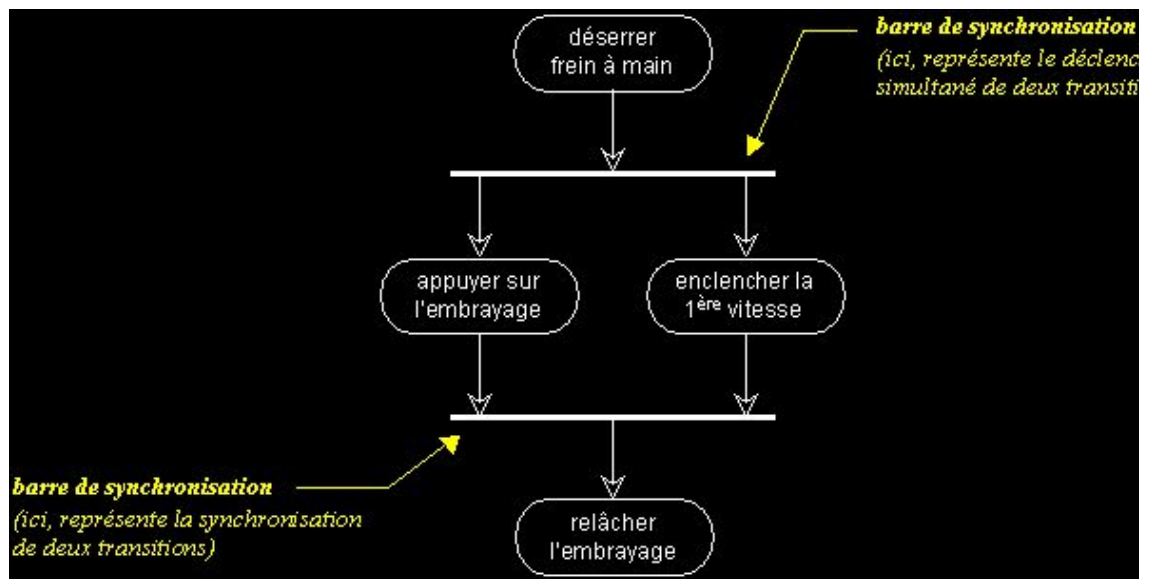 déserrer
frein à main
barre de synchronisation
(ici, représente le
simultané de deux
appuyer sur
l'embrayage
enclencher la
1ère vitesse
barre de synchronisation
(ici, représente la synchronisation
de deux transitions)
relâcher
l'embrayage